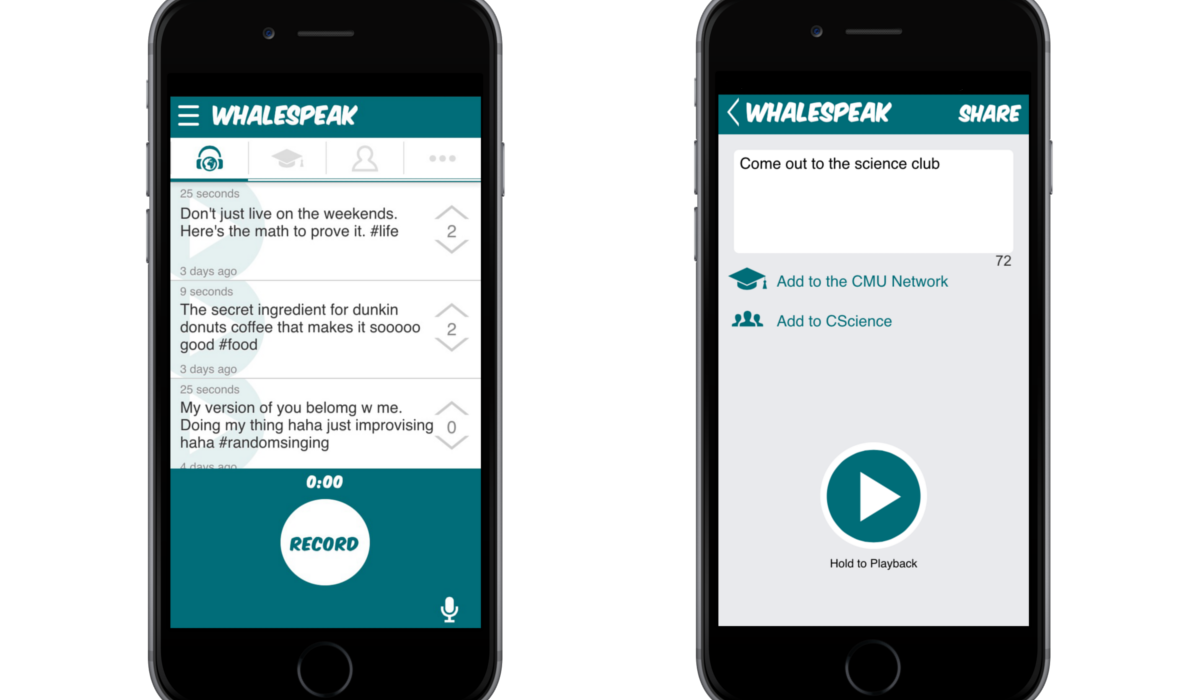 WHALESPEAK
25 seconds
Don't just live on the weekends.
Here's the math to prove it. #life
2
3 days ago
9 seconds
The secret ingredient for dunkin
donuts coffee that makes it sooooo
good #food
2
3 days ago
25 seconds
My version of you belomg w me.
Doing my thing haha just improvising
haha #randomsinging
0
4 days ago
0:00
RECORD
WHALESPEAK SHARE
Come out to the science club
72
Add to the CMU Network
Add to CScience
Hold to Playback